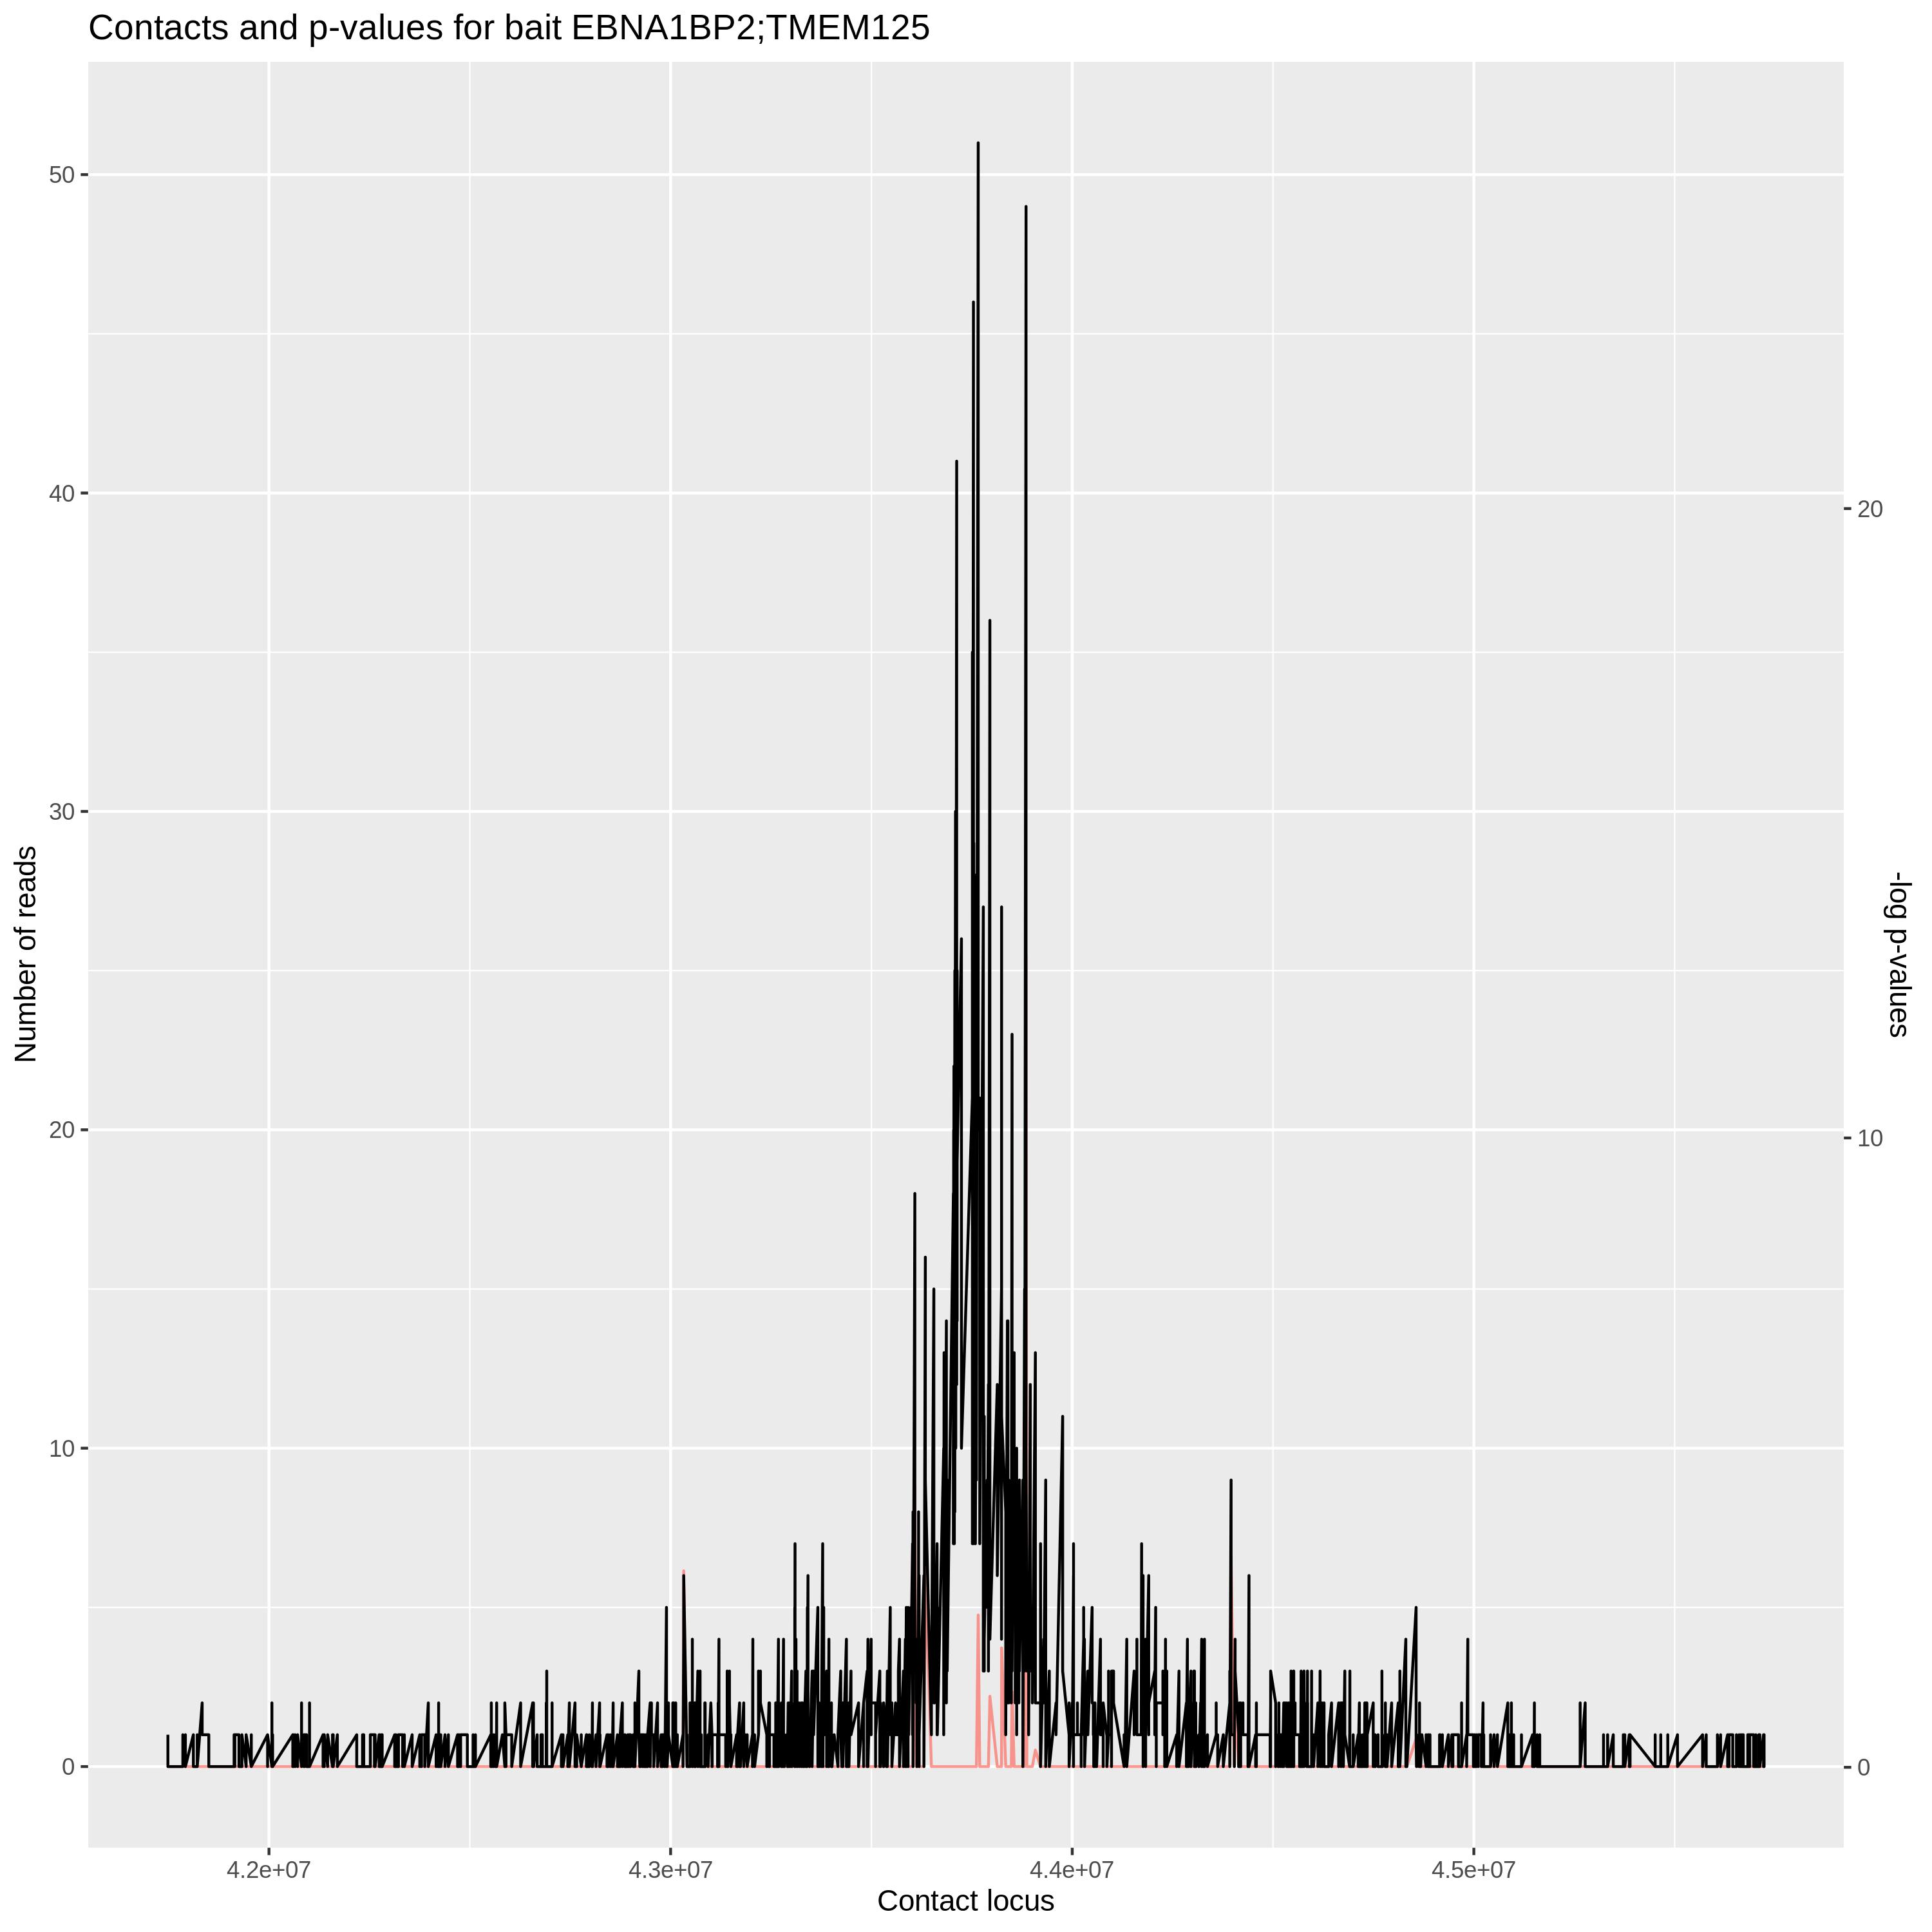 Contacts and p-values for bait EBNA1BP2;TMEM125
50
40
30
20
10
0
Number of reads
20
10
0
-log p-values
4.2e+07
4.3e+07
4.4e+07
4.5e+07
Contact locus